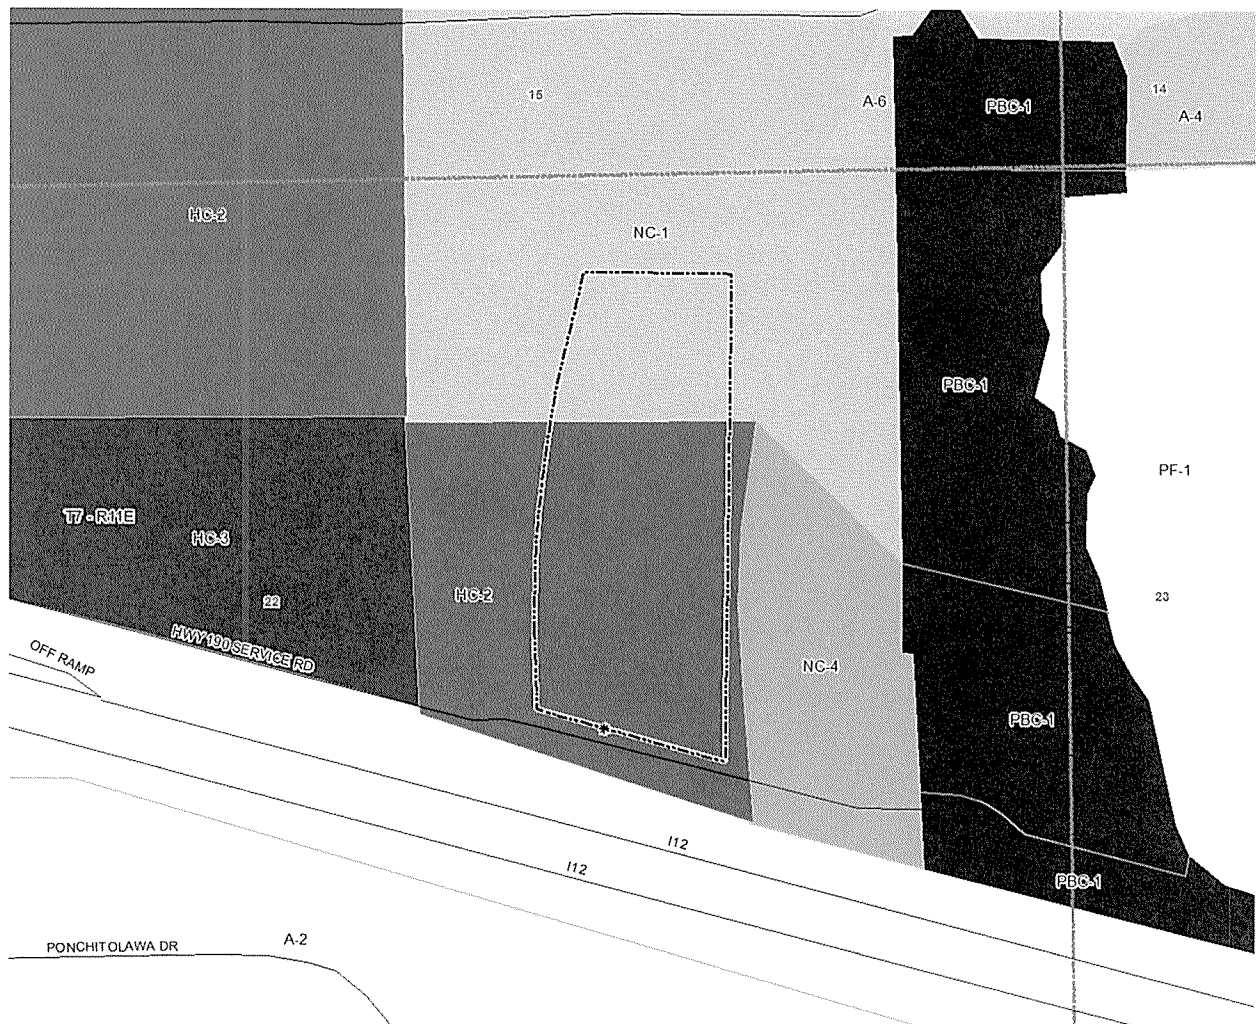 15
A-6
PBC-1
14
A-4
HC-2
NC-1
PBC-1
PF-1
T7 - R11E
HC-3
22
HC-2
23
HWY 190 SERVICE RD
OFF RAMP
NC-4
PBC-1
I12
I12
PBC-1
PONCHITOLAWA DR
A-2